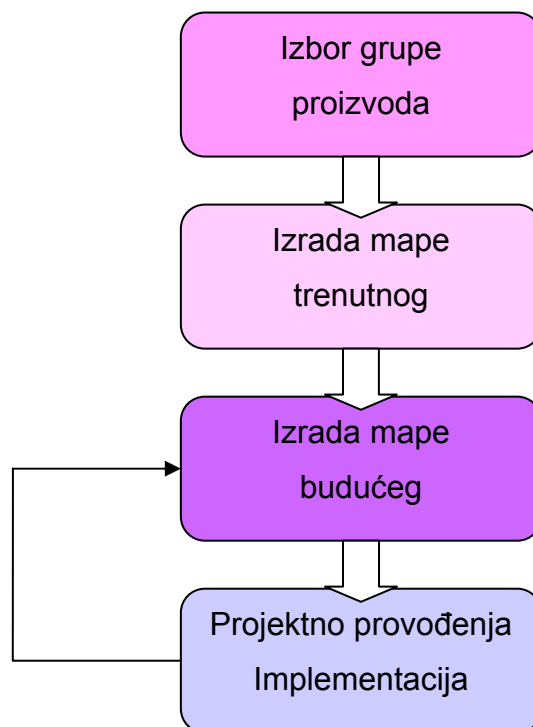 Izbor grupe
proizvoda
Izrada mape
trenutnog
Izrada mape
budućeg
Projektno provođenja
Implementacija